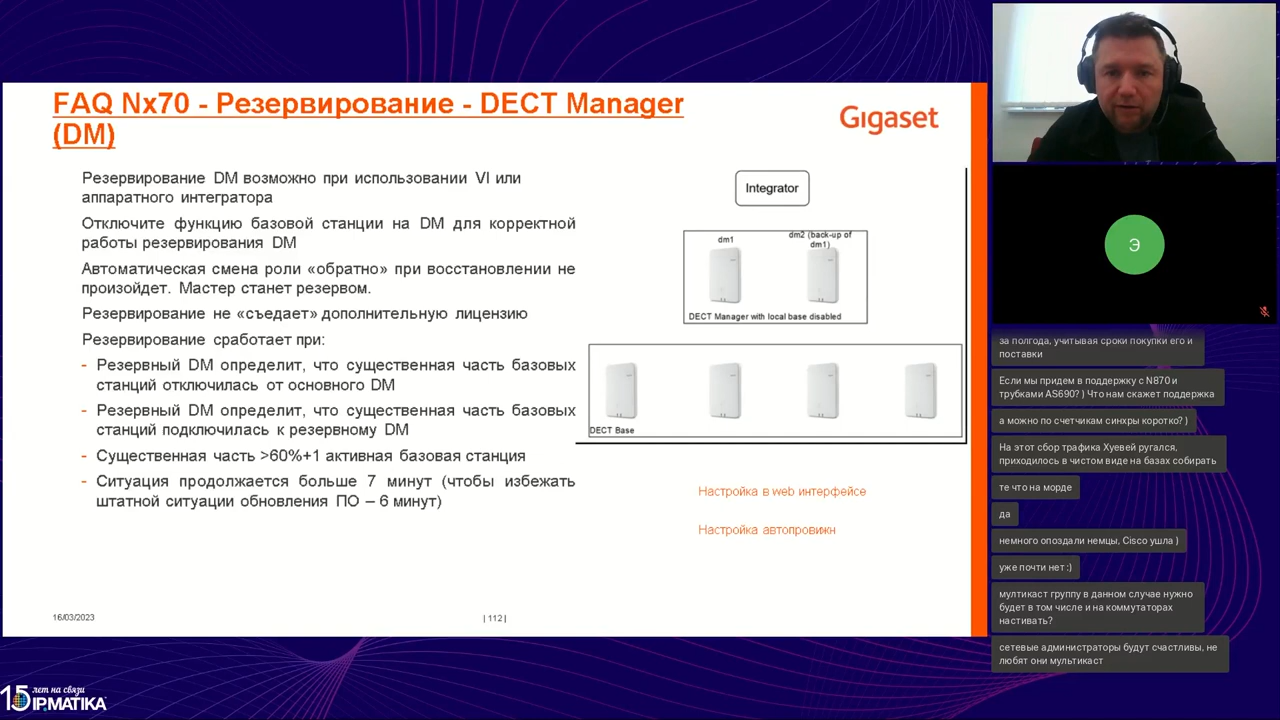 FAQ Nx70 - Резервирование - DECT Manager
(DM)
Gigaset
Резервирование DM возможно при использовании VI или
аппаратного интегратора
Отключите функцию базовой станции на DM для корректной
работы резервирования DM
Автоматическая смена роли «обратно» при восстановлении не
произойдет. Мастер станет резервом.
Резервирование не «съедает» дополнительную лицензию
Резервирование сработает при:
- Резервный DM определит, что существенная часть базовых
станций отключилась от основного DM
- Резервный DM определит, что существенная часть базовых
станций подключилась к резервному DM
- Существенная часть >60%+1 активная базовая станция
- Ситуация продолжается больше 7 минут (чтобы избежать
штатной ситуации обновления ПО – 6 минут)
Integrator
dm1
dm2 (back-up of
dm1)
DECT Manager with local base disabled
DECT Base
Настройка в web интерфейсе
Настройка автопровижн
16/03/2023
| 112 |
15 лет на связи
IPMATIKA
Э
за полгода, учитывая сроки покупки его и
поставки
Если мы придем в поддержку с N870 и
трубками AS690? ) Что нам скажет поддержка
а можно по счетчикам синхры коротко? )
На этот сбор трафика Хуевей ругался,
приходилось в чистом виде на базах собирать
те что на морде
да
немного опоздали немцы, Cisco ушла )
уже почти нет :)
мултикаст группу в данном случае нужно
будет в том числе и на коммутаторах
настивать?
сетевые администраторы будут счастливы, не
любят они мультикаст